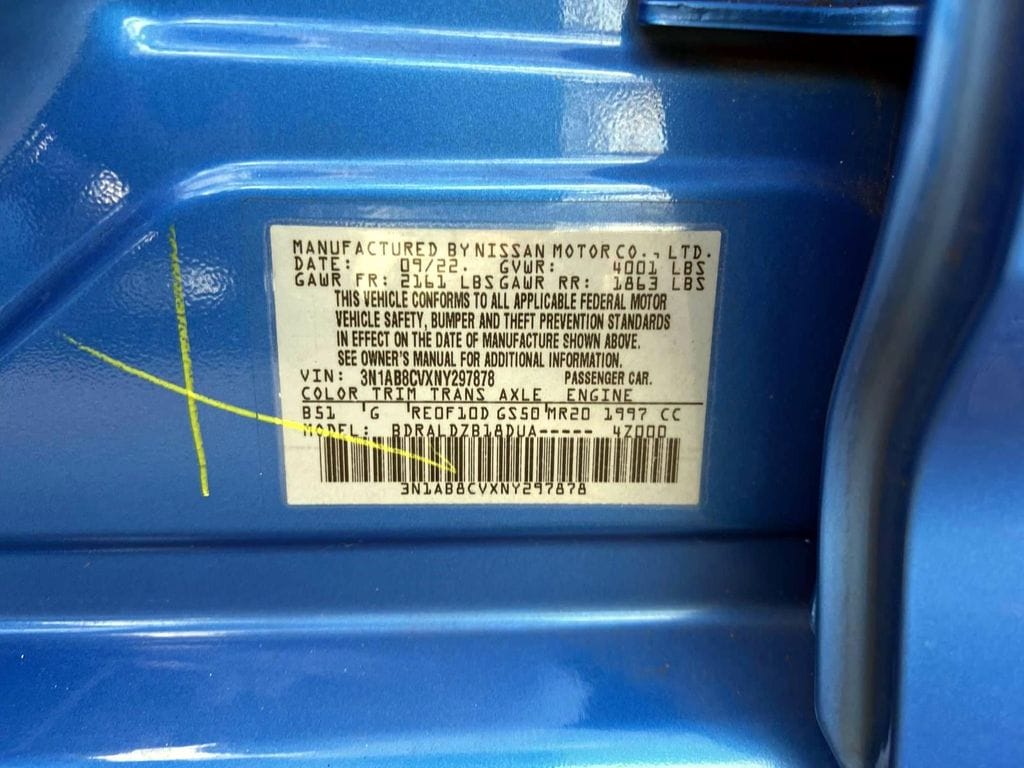 MANUFACTURED BY NISSAN MOTOR CO., LTD.
DATE: 09/22. GVWR: 4001 LBS
GAWR FR: 2161 LBS GAWR RR: 1863 LBS
THIS VEHICLE CONFORMS TO ALL APPLICABLE FEDERAL MOTOR
VEHICLE SAFETY, BUMPER AND THEFT PREVENTION STANDARDS
IN EFFECT ON THE DATE OF MANUFACTURE SHOWN ABOVE.
SEE OWNER'S MANUAL FOR ADDITIONAL INFORMATION.
VIN: 3N1AB8CVXNY297878 PASSENGER CAR.
COLOR TRIM TRANS AXLE ENGINE
B51 'G 'RE0F10D GS50'MR20 1997 CC
MODEL: BDRALDZB18DUA----- 4Z000
3N1AB8CVXNY297878